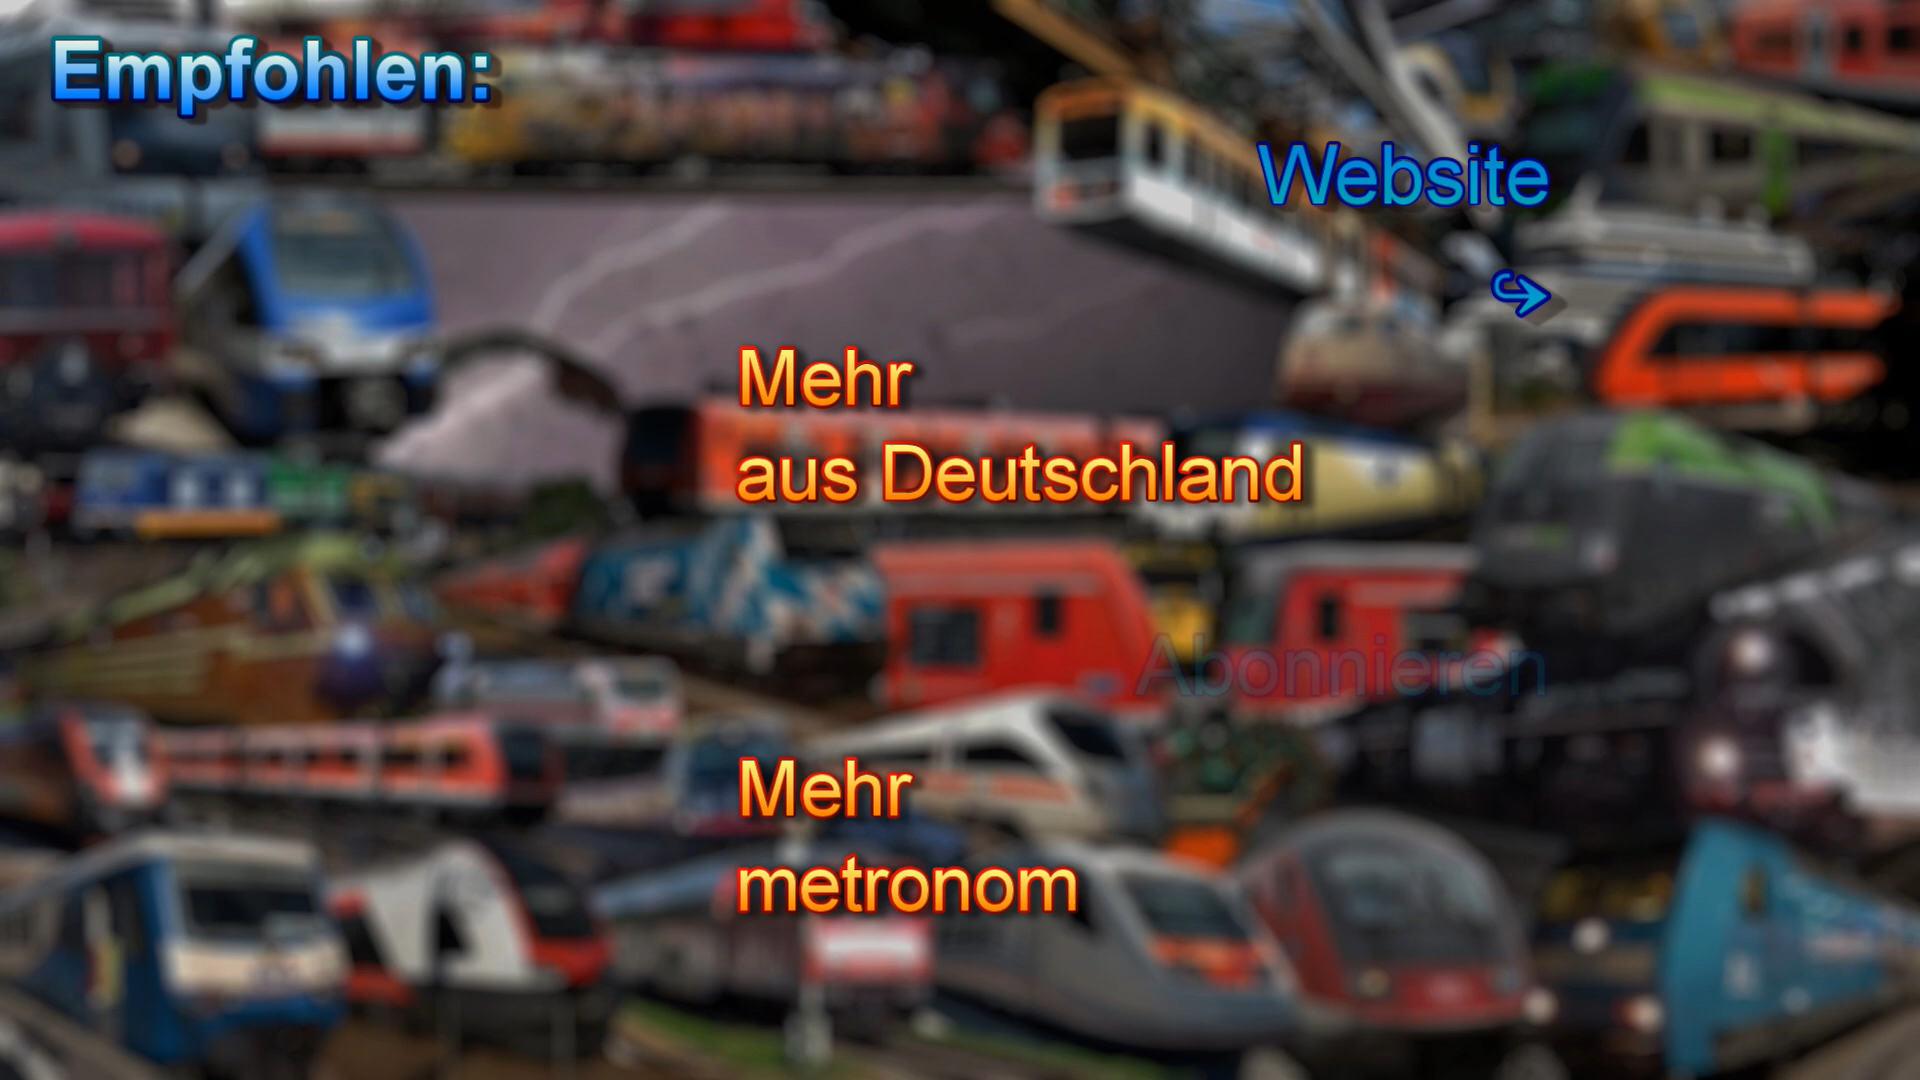 Empfohlen:
Website
Mehr
aus Deutschland
Abonnieren
Mehr
metronom